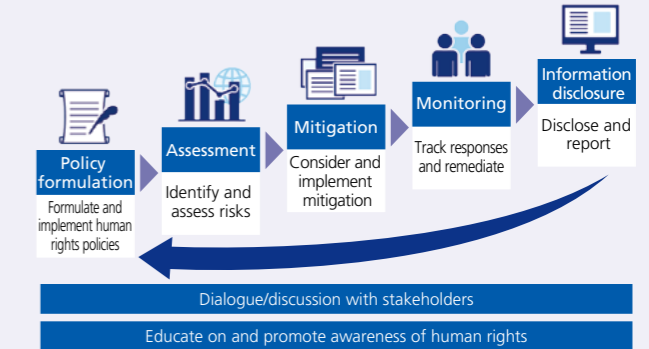 Policy
formulation
Formulate and
implement human
rights policies
Assessment
Identify and
assess risks
Mitigation
Consider and
implement
mitigation
Monitoring
Track responses
and remediate
Information
disclosure
Disclose and
report
Dialogue/discussion with stakeholders
Educate on and promote awareness of human rights